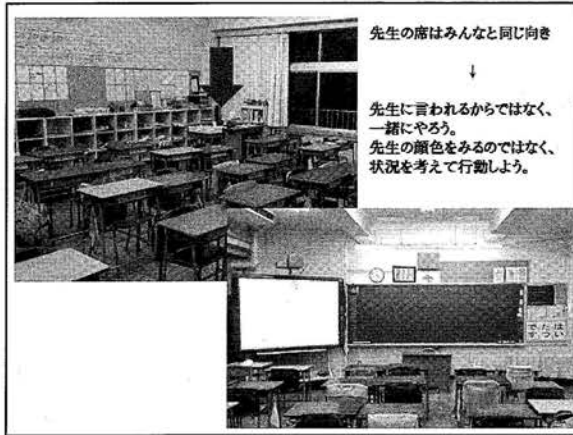 先生の席はみんなと同じ向き
↓
先生に言われるからではなく、
一緒にやろう。
先生の顔色をみるのではなく、
状況を考えて行動しよう。